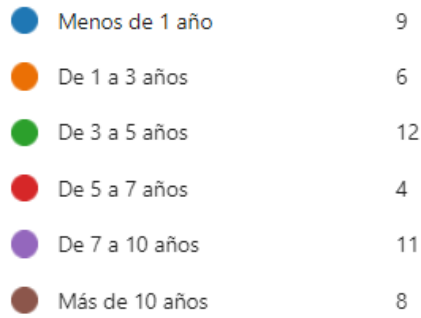 Menos de 1 año 9
De 1 a 3 años 6
De 3 a 5 años 12
De 5 a 7 años 4
De 7 a 10 años 11
Más de 10 años 8